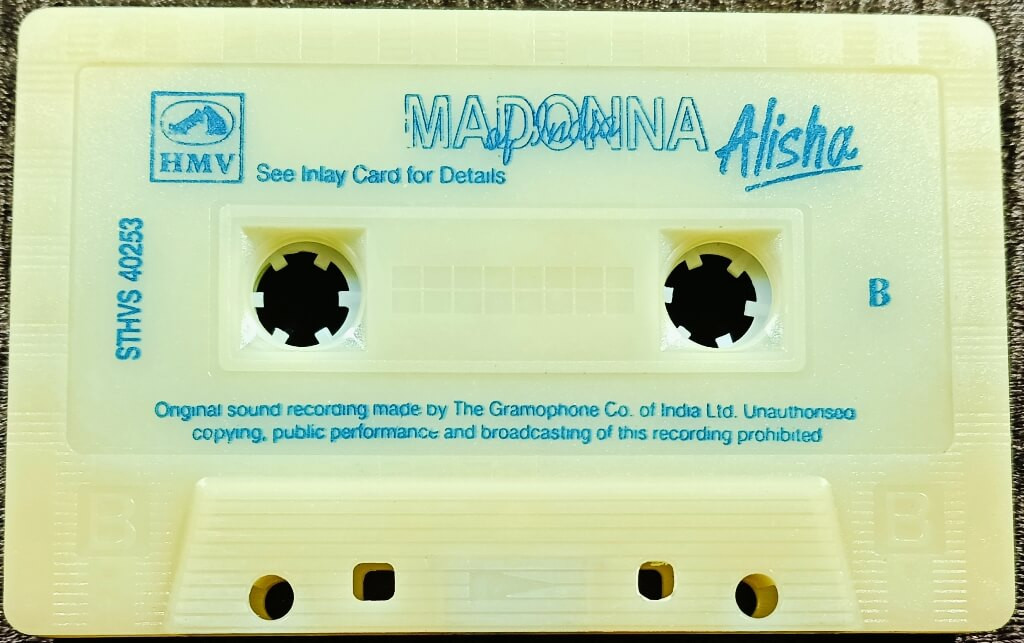 MADONNA
of India
Alisha
HMV
See Inlay Card for Details
STHVS 40253
B
Original sound recording made by The Gramophone Co. of India Ltd. Unauthorised
copying, public performance and broadcasting of this recording prohibited
B
B